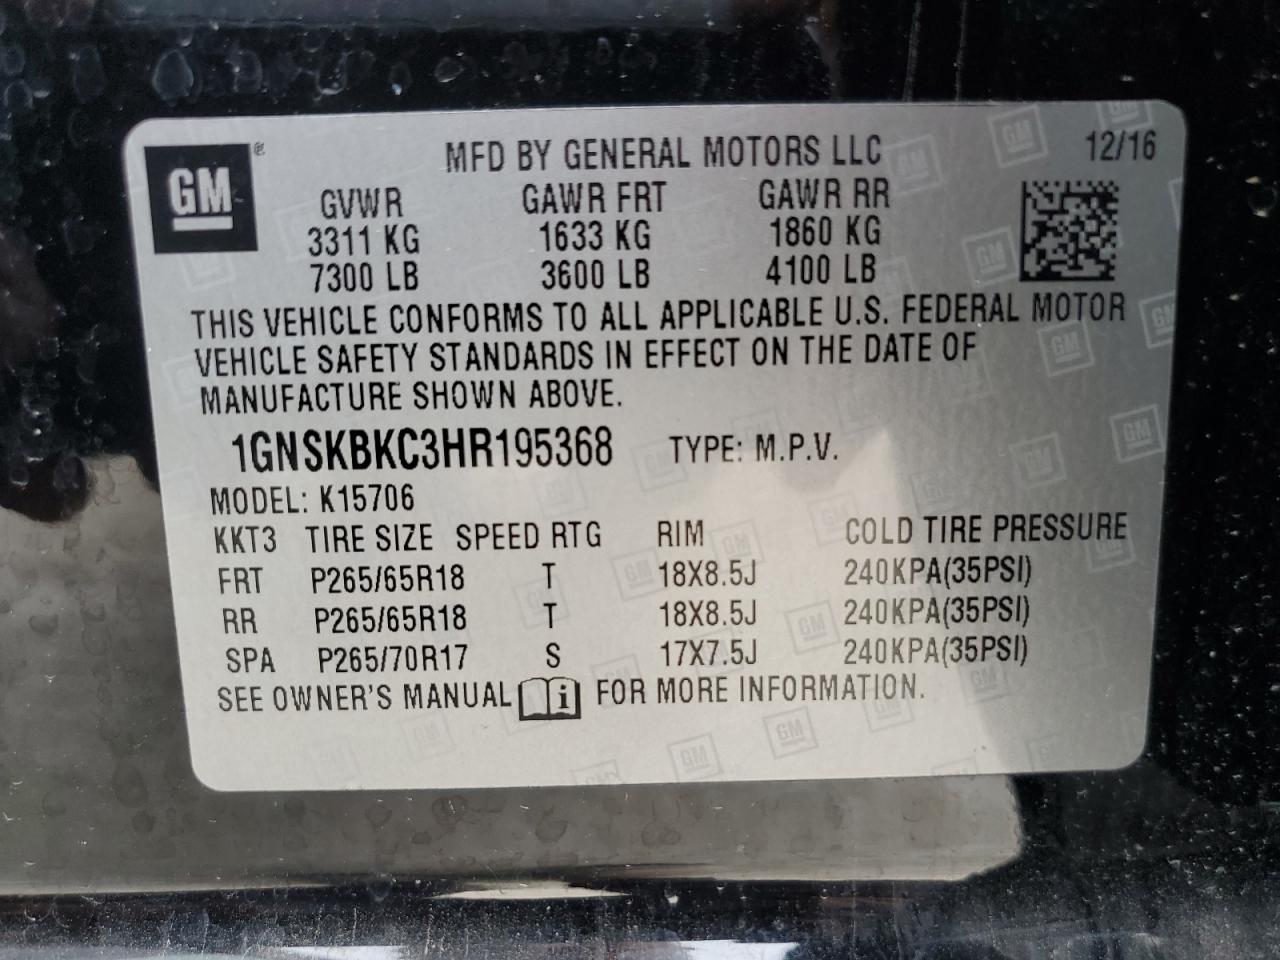 GM ®
MFD BY GENERAL MOTORS LLC 12/16
GVWR GAWR FRT GAWR RR
3311 KG 1633 KG 1860 KG
7300 LB 3600 LB 4100 LB
THIS VEHICLE CONFORMS TO ALL APPLICABLE U.S. FEDERAL MOTOR
VEHICLE SAFETY STANDARDS IN EFFECT ON THE DATE OF
MANUFACTURE SHOWN ABOVE.
1GNSKBKC3HR195368 TYPE: M.P.V.
MODEL: K15706
KKT3 TIRE SIZE SPEED RTG RIM COLD TIRE PRESSURE
FRT P265/65R18 T 18X8.5J 240KPA(35PSI)
RR P265/65R18 T 18X8.5J 240KPA(35PSI)
SPA P265/70R17 S 17X7.5J 240KPA(35PSI)
SEE OWNER'S MANUAL i FOR MORE INFORMATION.